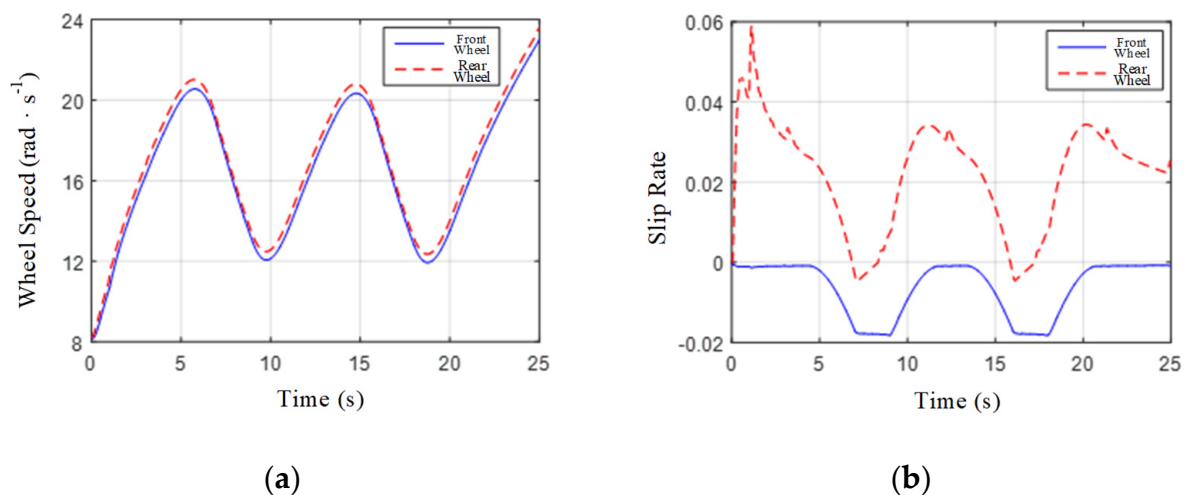 24
20
16
12
8
Wheel Speed (rad · s⁻¹)
Front
Wheel
Rear
Wheel
0 5 10 15 20 25
Time (s)
(a)
0.06
0.04
0.02
0
-0.02
Slip Rate
Front
Wheel
Rear
Wheel
0 5 10 15 20 25
Time (s)
(b)